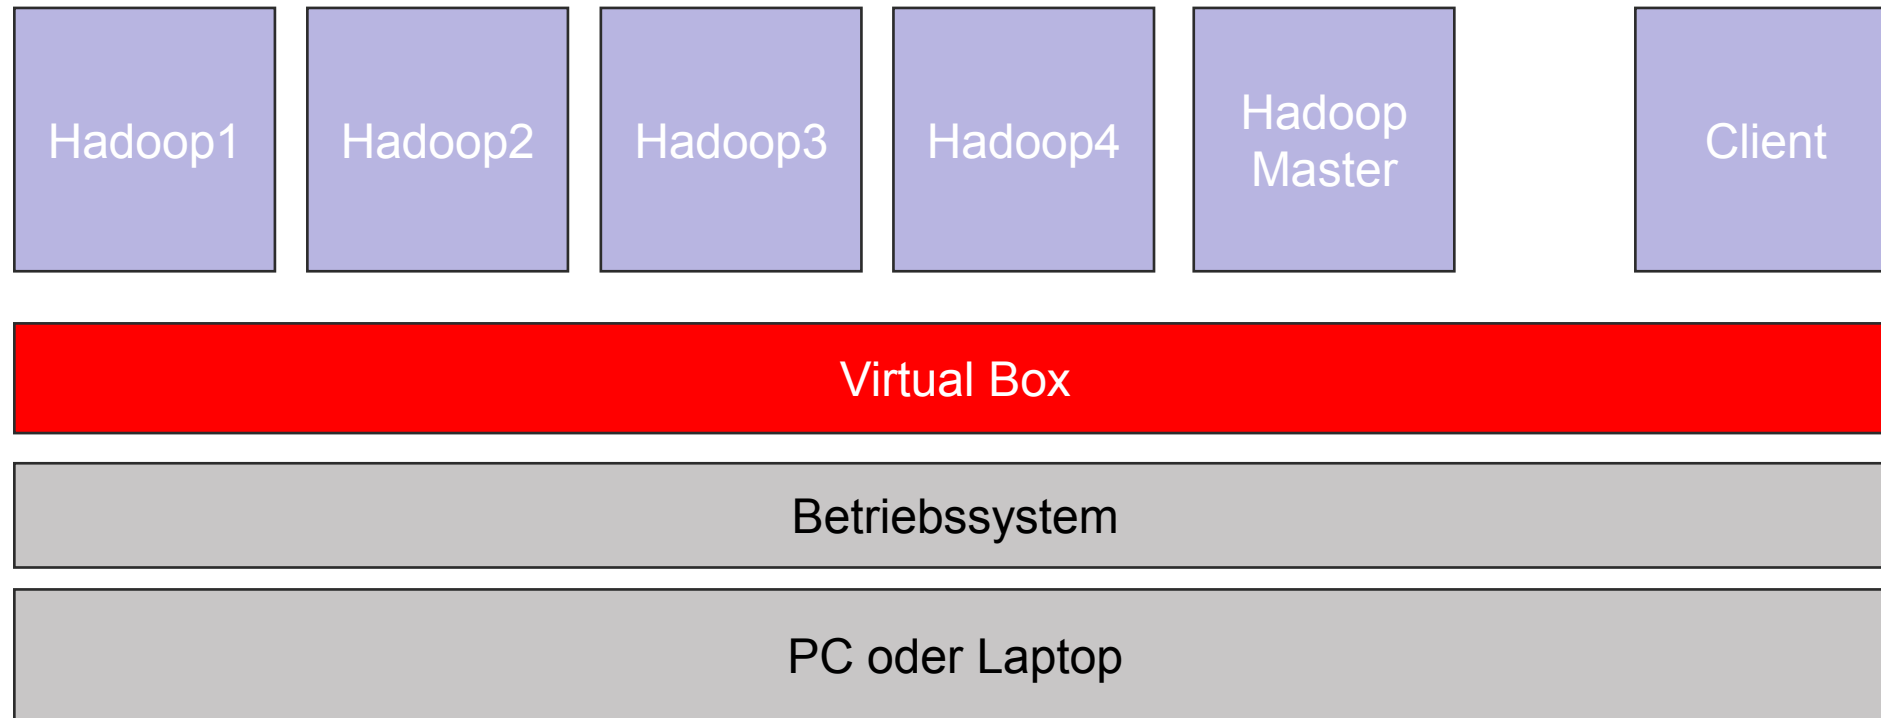 Hadoop1
Hadoop2
Hadoop3
Hadoop4
Hadoop
Master
Client
Virtual Box
Betriebssystem
PC oder Laptop